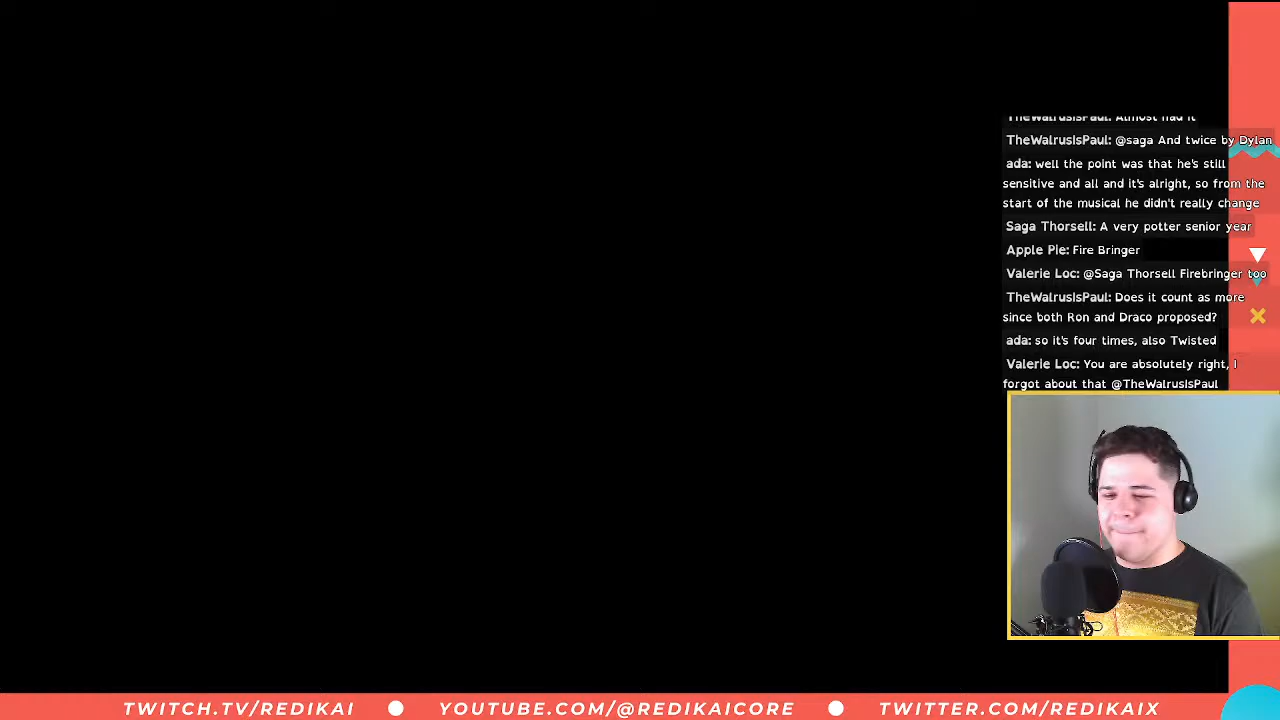 TheWalrusIsPaul: Almost had it
TheWalrusIsPaul: @saga And twice by Dylan
ada: well the point was that he's still
sensitive and all and it's alright, so from the
start of the musical he didn't really change
Saga Thorsell: A very potter senior year
Apple Pie: Fire Bringer
Valerie Loc: @Saga Thorsell Firebringer too
TheWalrusIsPaul: Does it count as more
since both Ron and Draco proposed?
ada: so it's four times, also Twisted
Valerie Loc: You are absolutely right, I
forgot about that @TheWalrusIsPaul
TWITCH.TV/REDIKAI
YOUTUBE.COM/@REDIKAICORE
TWITTER.COM/REDIKAIX